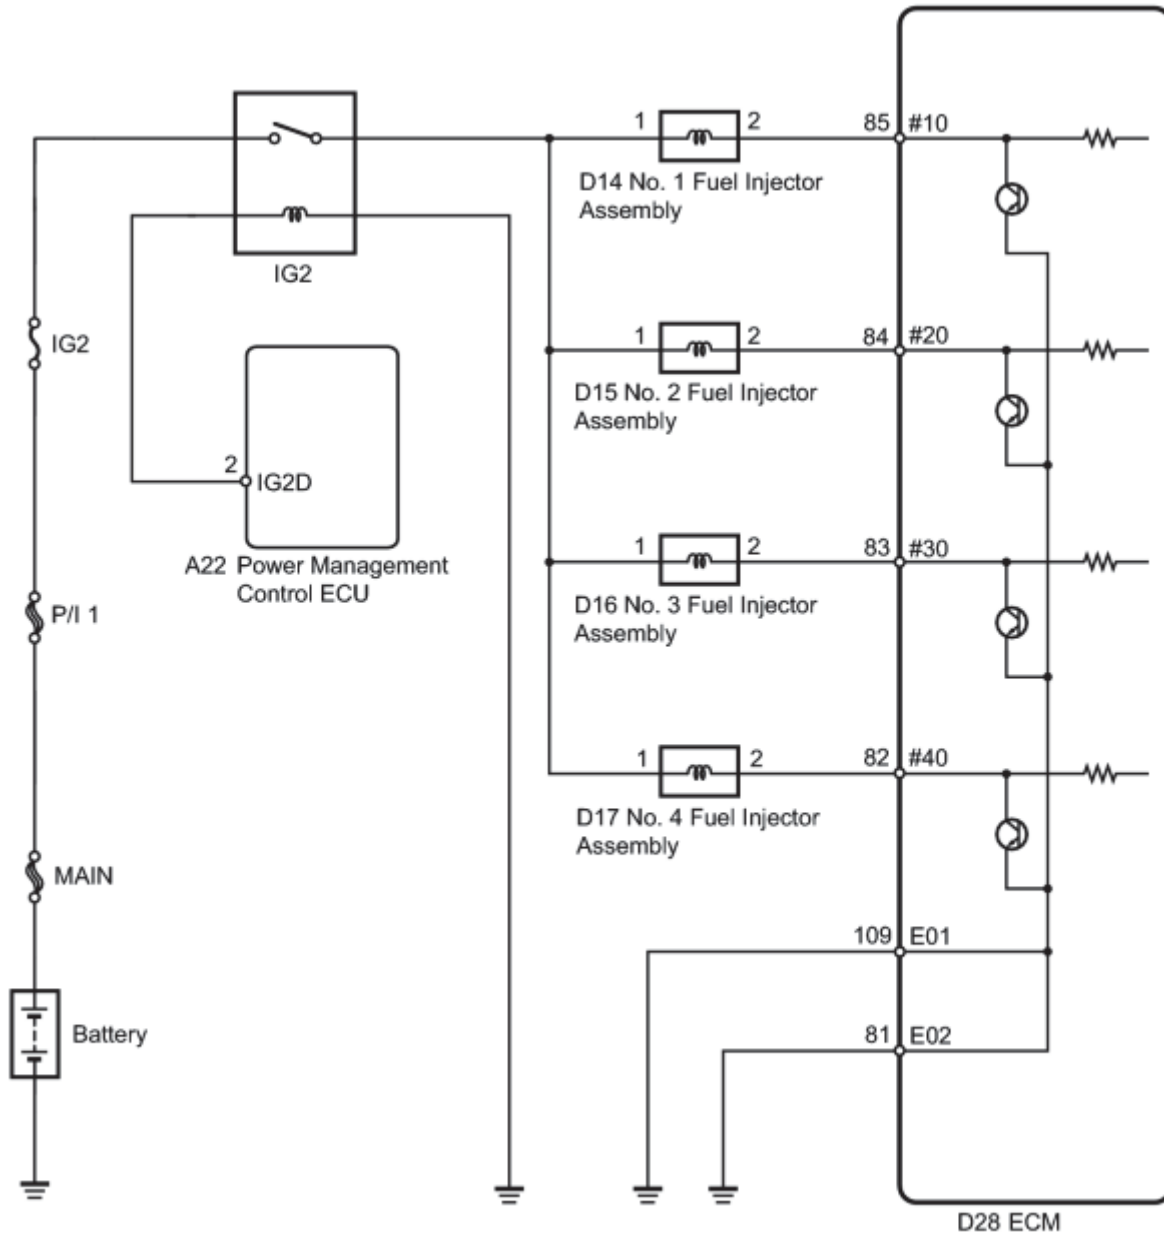 1
2
85
#10
D14 No. 1 Fuel Injector
Assembly
IG2
IG2
1
2
84
#20
D15 No. 2 Fuel Injector
Assembly
2
IG2D
A22 Power Management
Control ECU
1
2
83
#30
P/I 1
D16 No. 3 Fuel Injector
Assembly
1
2
82
#40
D17 No. 4 Fuel Injector
Assembly
MAIN
109
E01
Battery
81
E02
D28 ECM